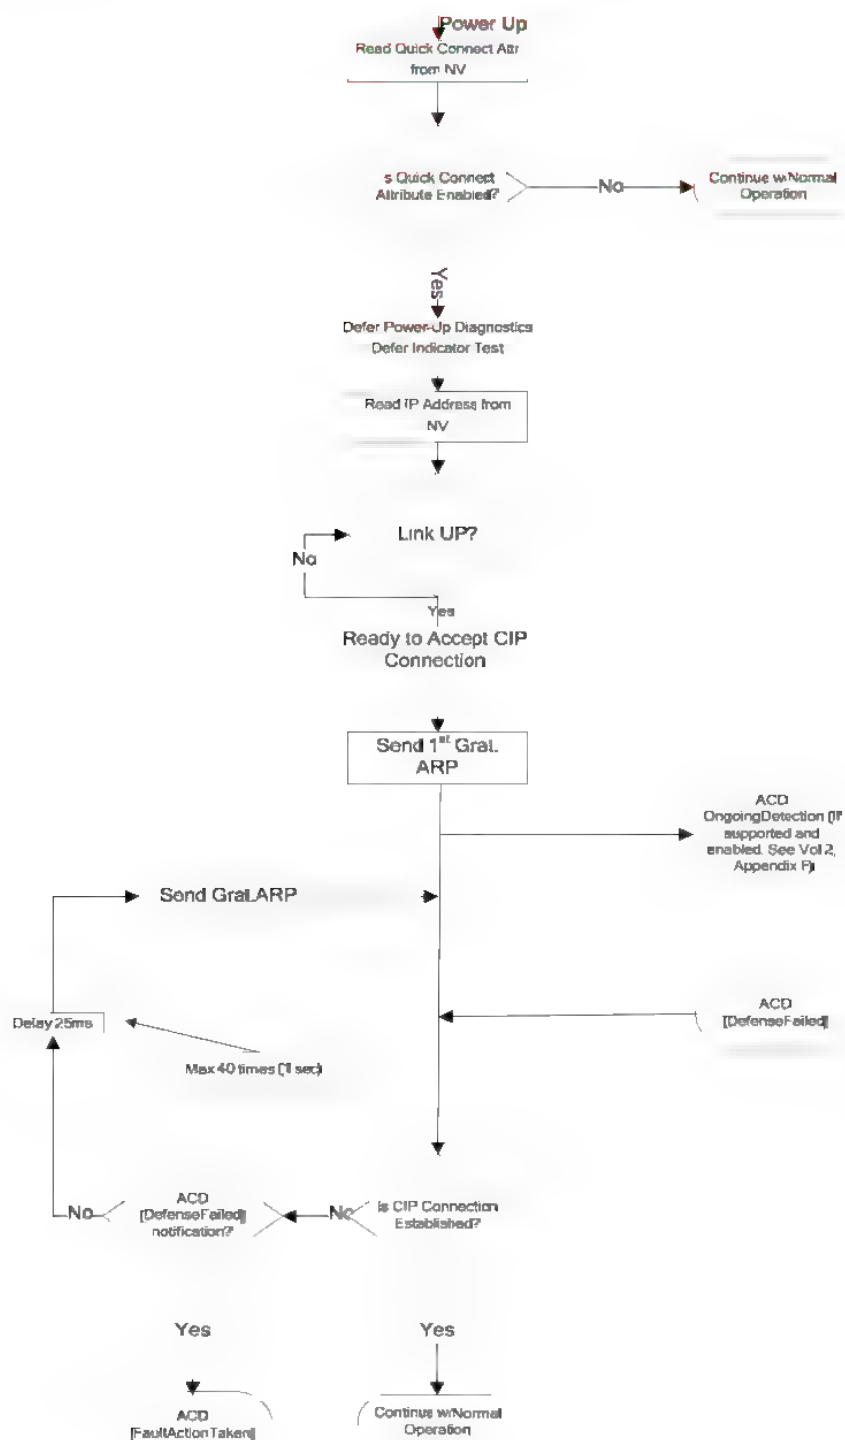 Power Up
Read Quick Connect Attr
from NV
s Quick Connect
Attribute Enabled?
No
Continue w/Normal
Operation
Yes
Defer Power-Up Diagnostics
Defer Indicator Test
Read IP Address from
NV
Link UP?
No
Yes
Ready to Accept CIP
Connection
Send 1st Grat.
ARP
ACD
OngoingDetection (If
supported and
enabled. See Vol 2,
Appendix F)
Send Grat.ARP
Delay 25ms
ACD
[DefenseFailed]
Max 40 times (1 sec)
No
ACD
[DefenseFailed]
notification?
No
Is CIP Connection
Established?
Yes
Yes
ACD
[FaultActionTaken]
Continue w/Normal
Operation